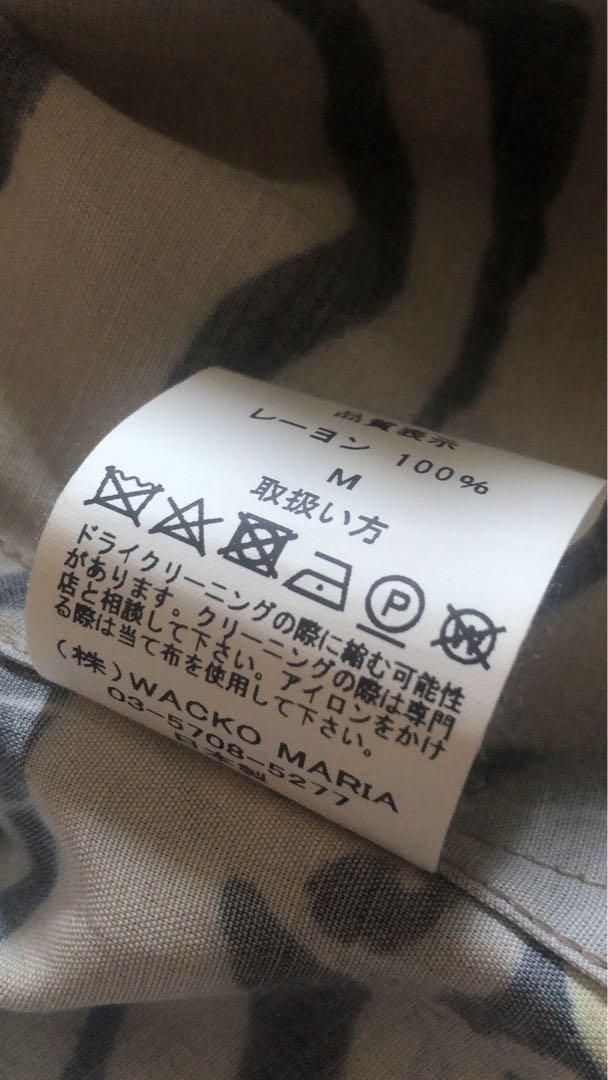 品質表示
レーヨン 100%
M
取扱い方
P W
ドライクリーニングの際に縮む可能性
があります。クリーニングの際は専門
店と相談して下さい。アイロンをかけ
る際は当て布を使用して下さい。
(株)WACKO MARIA
03-5708-5277
日本製